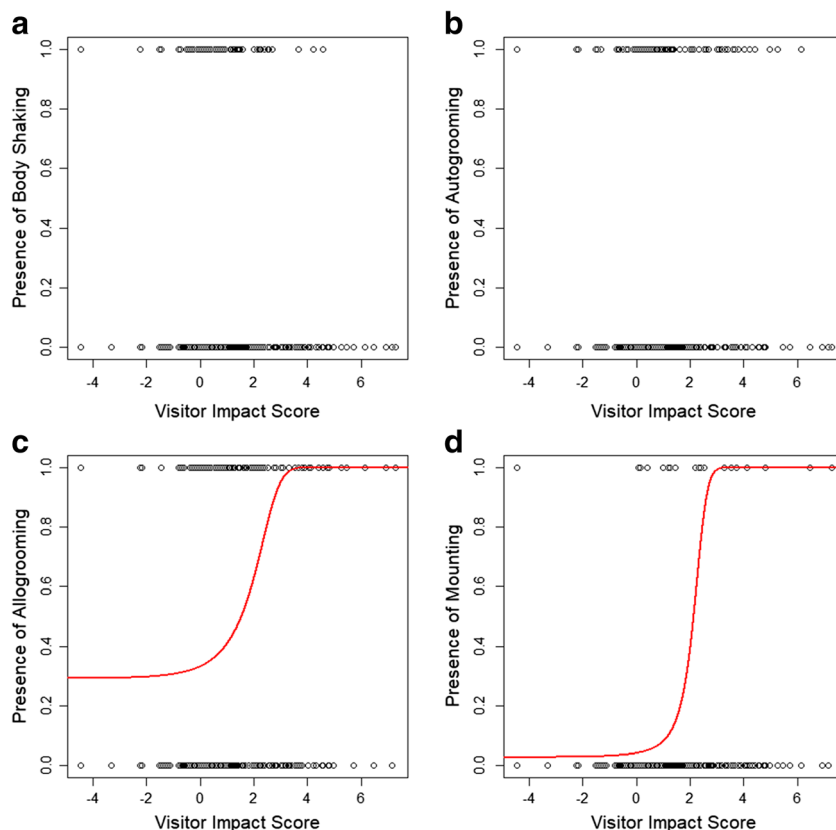 a
b
Presence of Body Shaking
0.0 0.2 0.4 0.6 0.8 1.0
-4 -2 0 2 4 6
Visitor Impact Score
Presence of Autogrooming
0.0 0.2 0.4 0.6 0.8 1.0
-4 -2 0 2 4 6
Visitor Impact Score
c
d
Presence of Allogrooming
0.0 0.2 0.4 0.6 0.8 1.0
-4 -2 0 2 4 6
Visitor Impact Score
Presence of Mounting
0.0 0.2 0.4 0.6 0.8 1.0
-4 -2 0 2 4 6
Visitor Impact Score